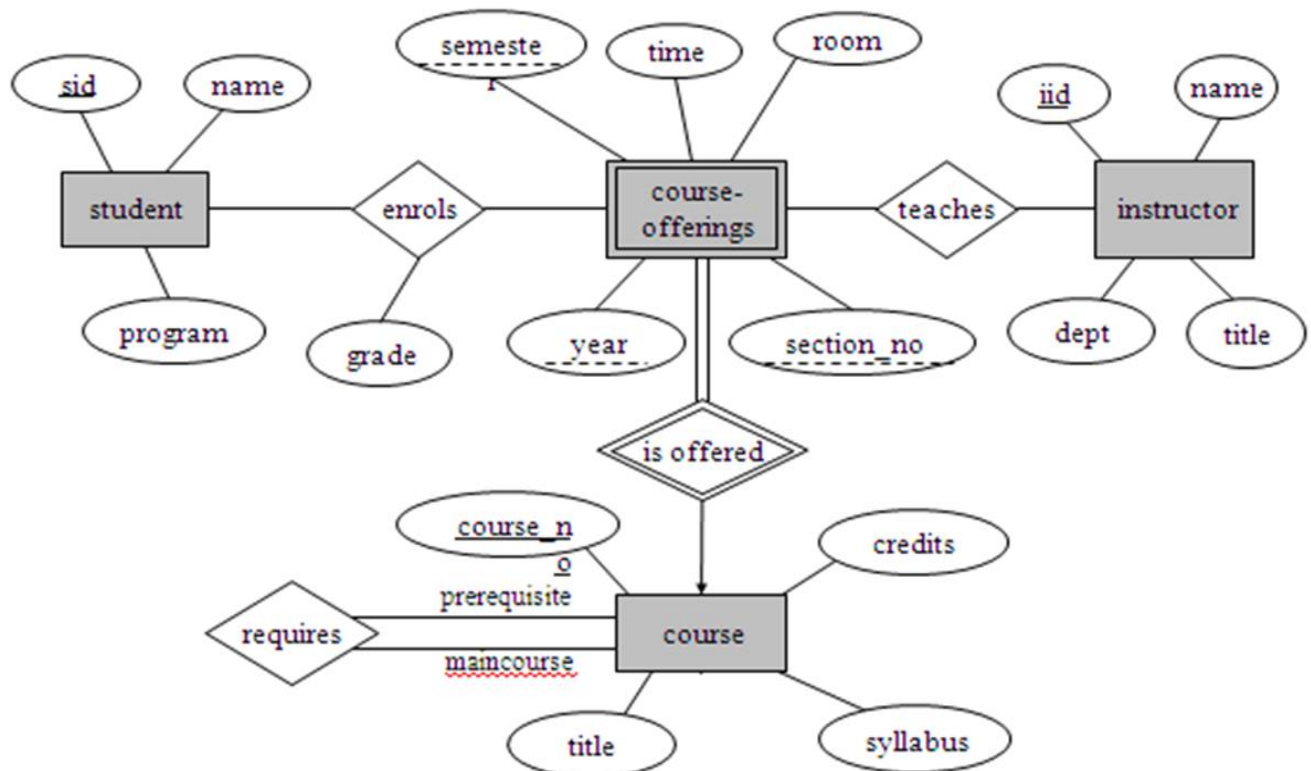 semeste
r
time
room
sid
name
iid
name
student
enrols
course-
offerings
teaches
instructor
program
grade
year
section_no
dept
title
is offered
course_n
o
credits
prerequisite
requires
course
maincourse
title
syllabus